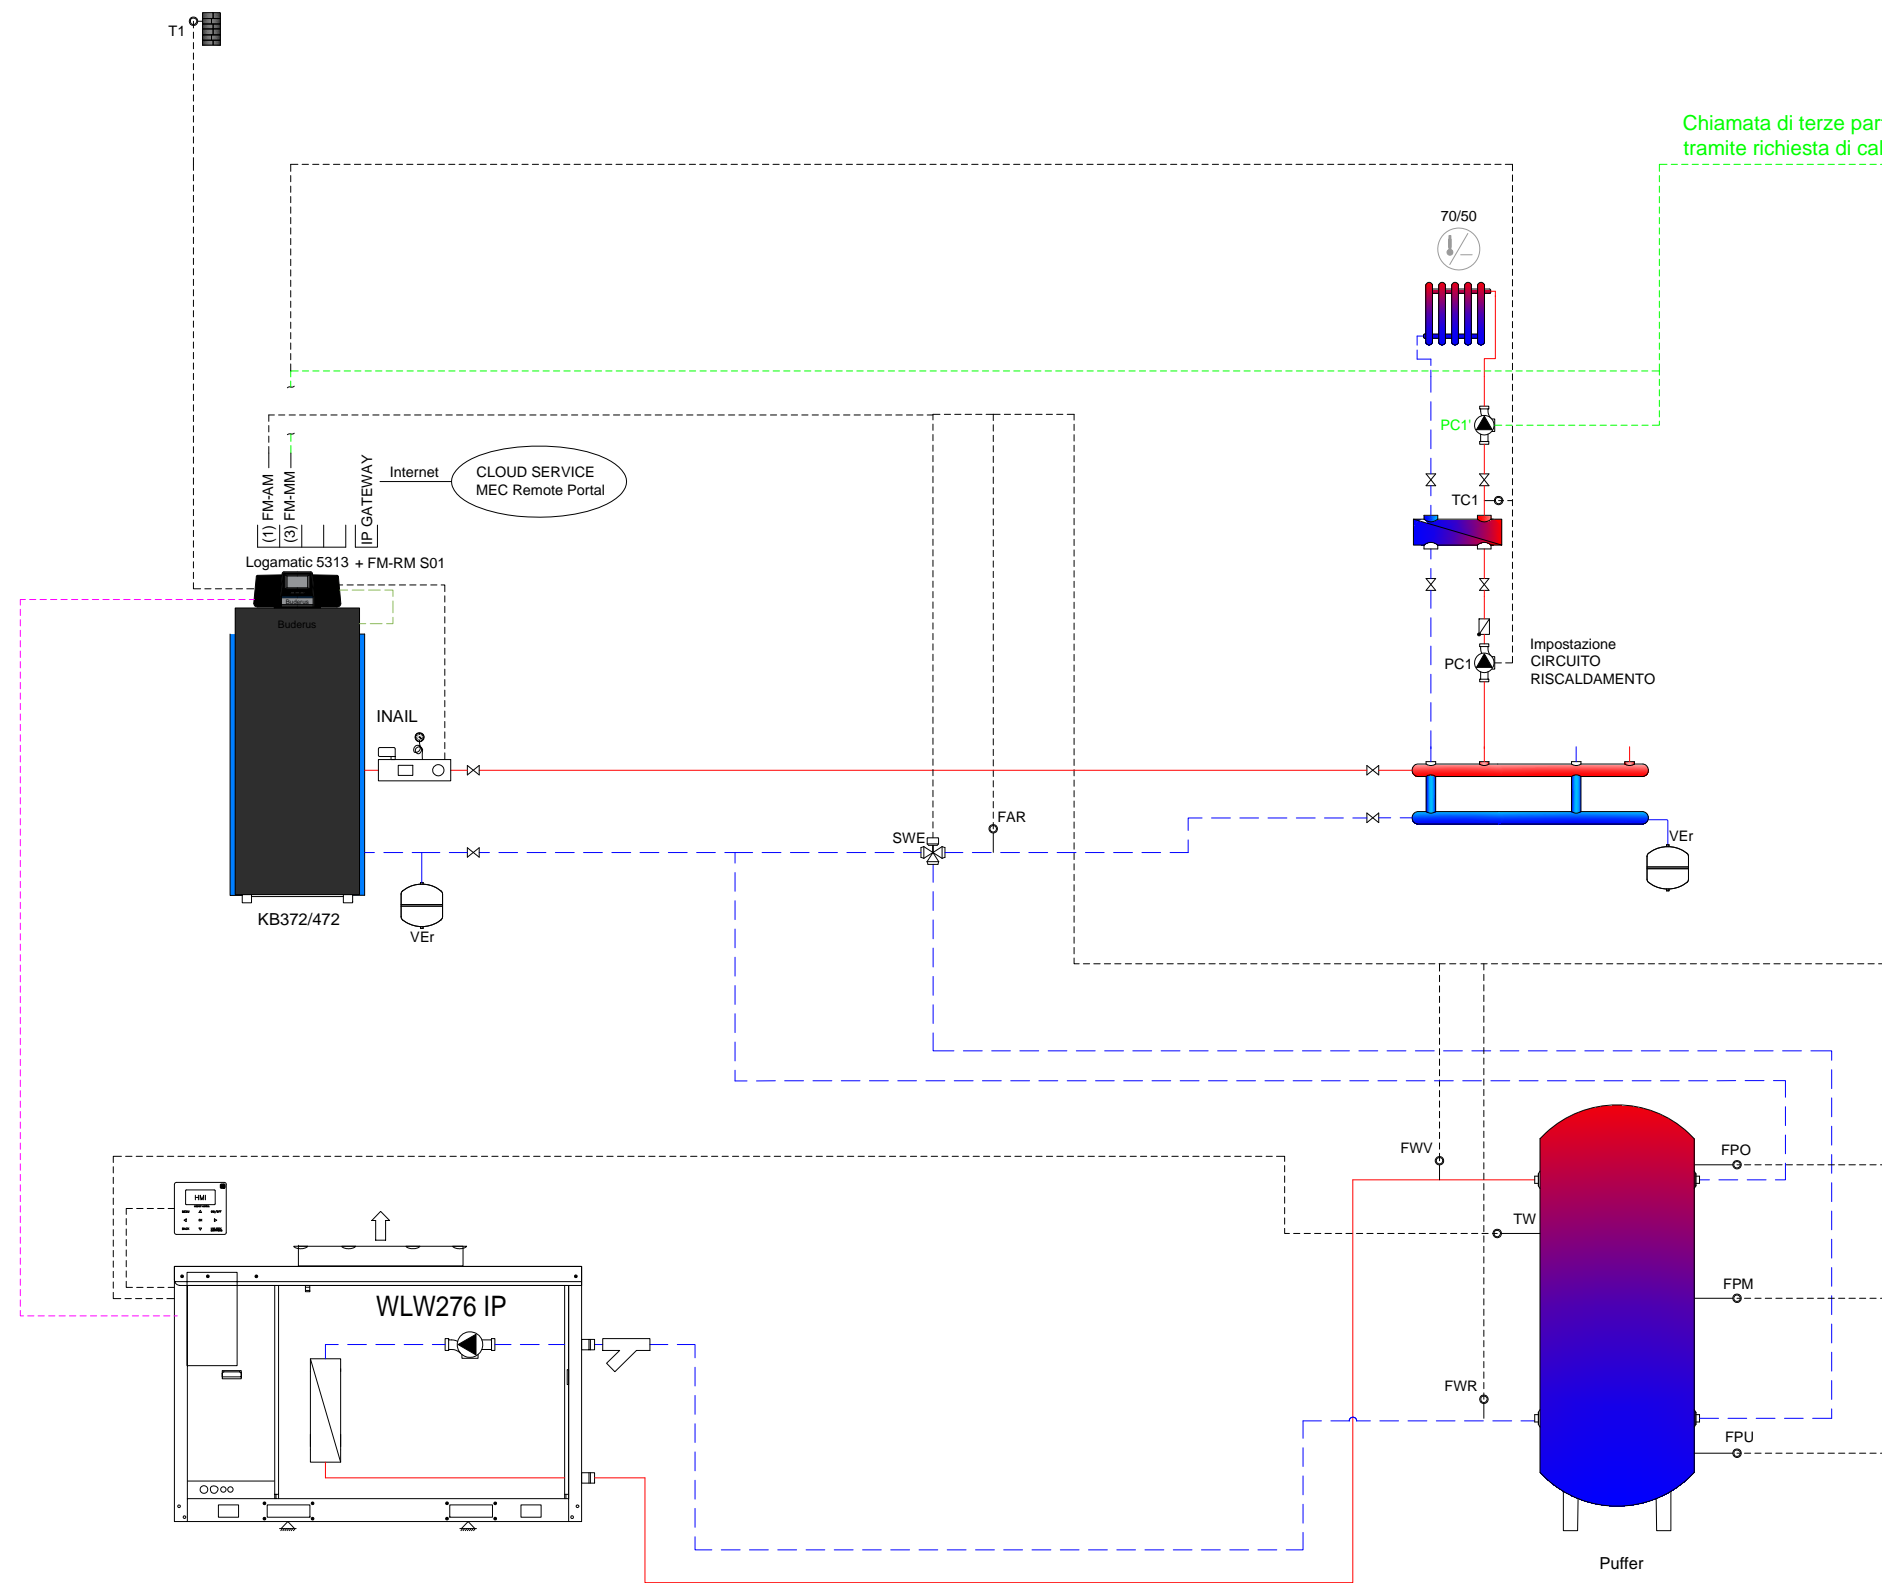 T1
Chiamata di terze par
tramite richiesta di cal
70/50
PC1'
(1) FM-AM
(3) FM-MM
IP GATEWAY
Internet
CLOUD SERVICE
MEC Remote Portal
TC1
Logamatic 5313 + FM-RM S01
Buderus
Buderus
PC1
Impostazione
CIRCUITO
RISCALDAMENTO
INAIL
FAR
SWE
VEr
KB372/472
VEr
FWV
FPO
HMI
TW
FPM
WLW276 IP
FWR
FPU
Puffer